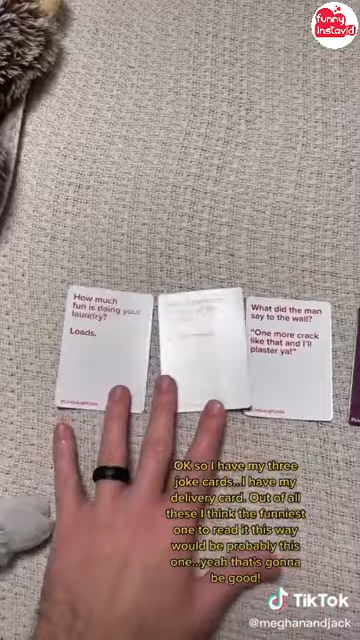 funny
instavid
How much
fun is doing your
laundry?
Loads.
#LiveLaughLoss
What did the man
say to the wall?
"One more crack
like that and I'll
plaster ya!"
OK so I have my three
joke cards...I have my
delivery card. Out of all
these I think the funniest
one to read it this way
would be probably this
one...yeah that's gonna
be good!
TikTok
@meghanandjack